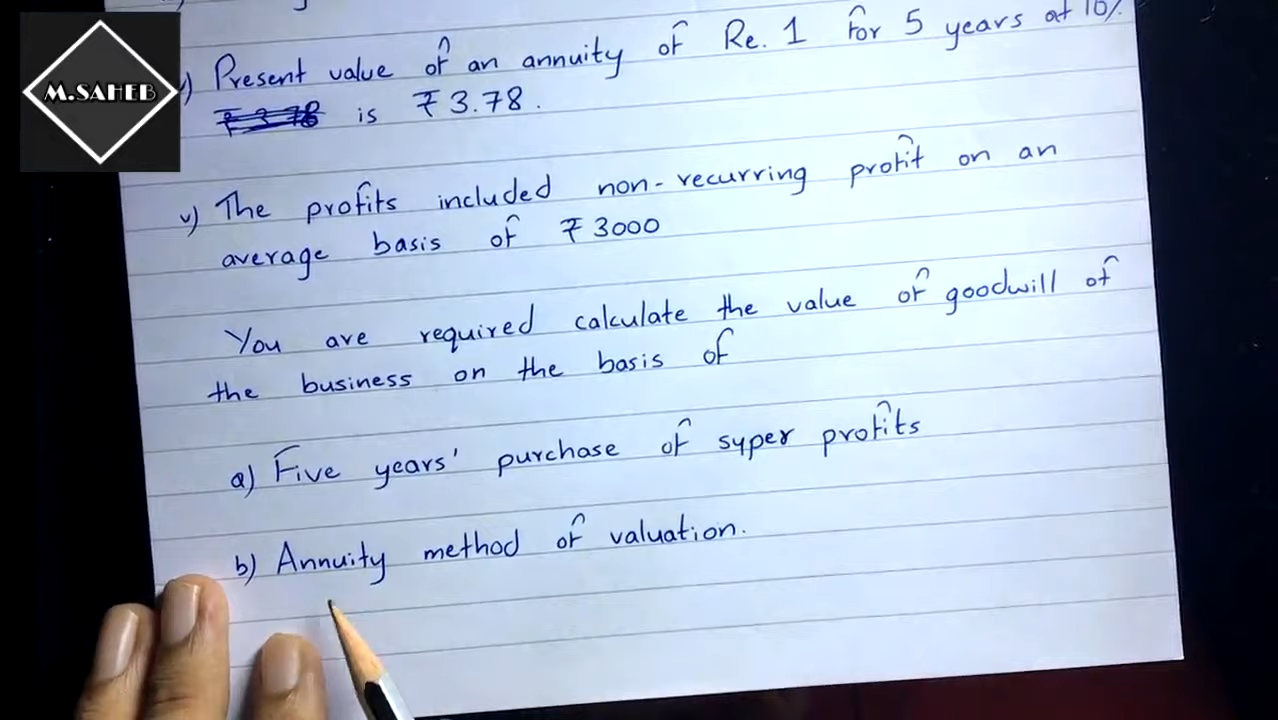 M.SAHEB
Present value of an annuity of Re. 1 for 5 years at 10%
is ₹3.78.
v) The profits included non-recurring profit on an
average basis of ₹3000
You are required calculate the value of goodwill of
the business on the basis of
a) Five years' purchase of super profits
b) Annuity method of valuation.